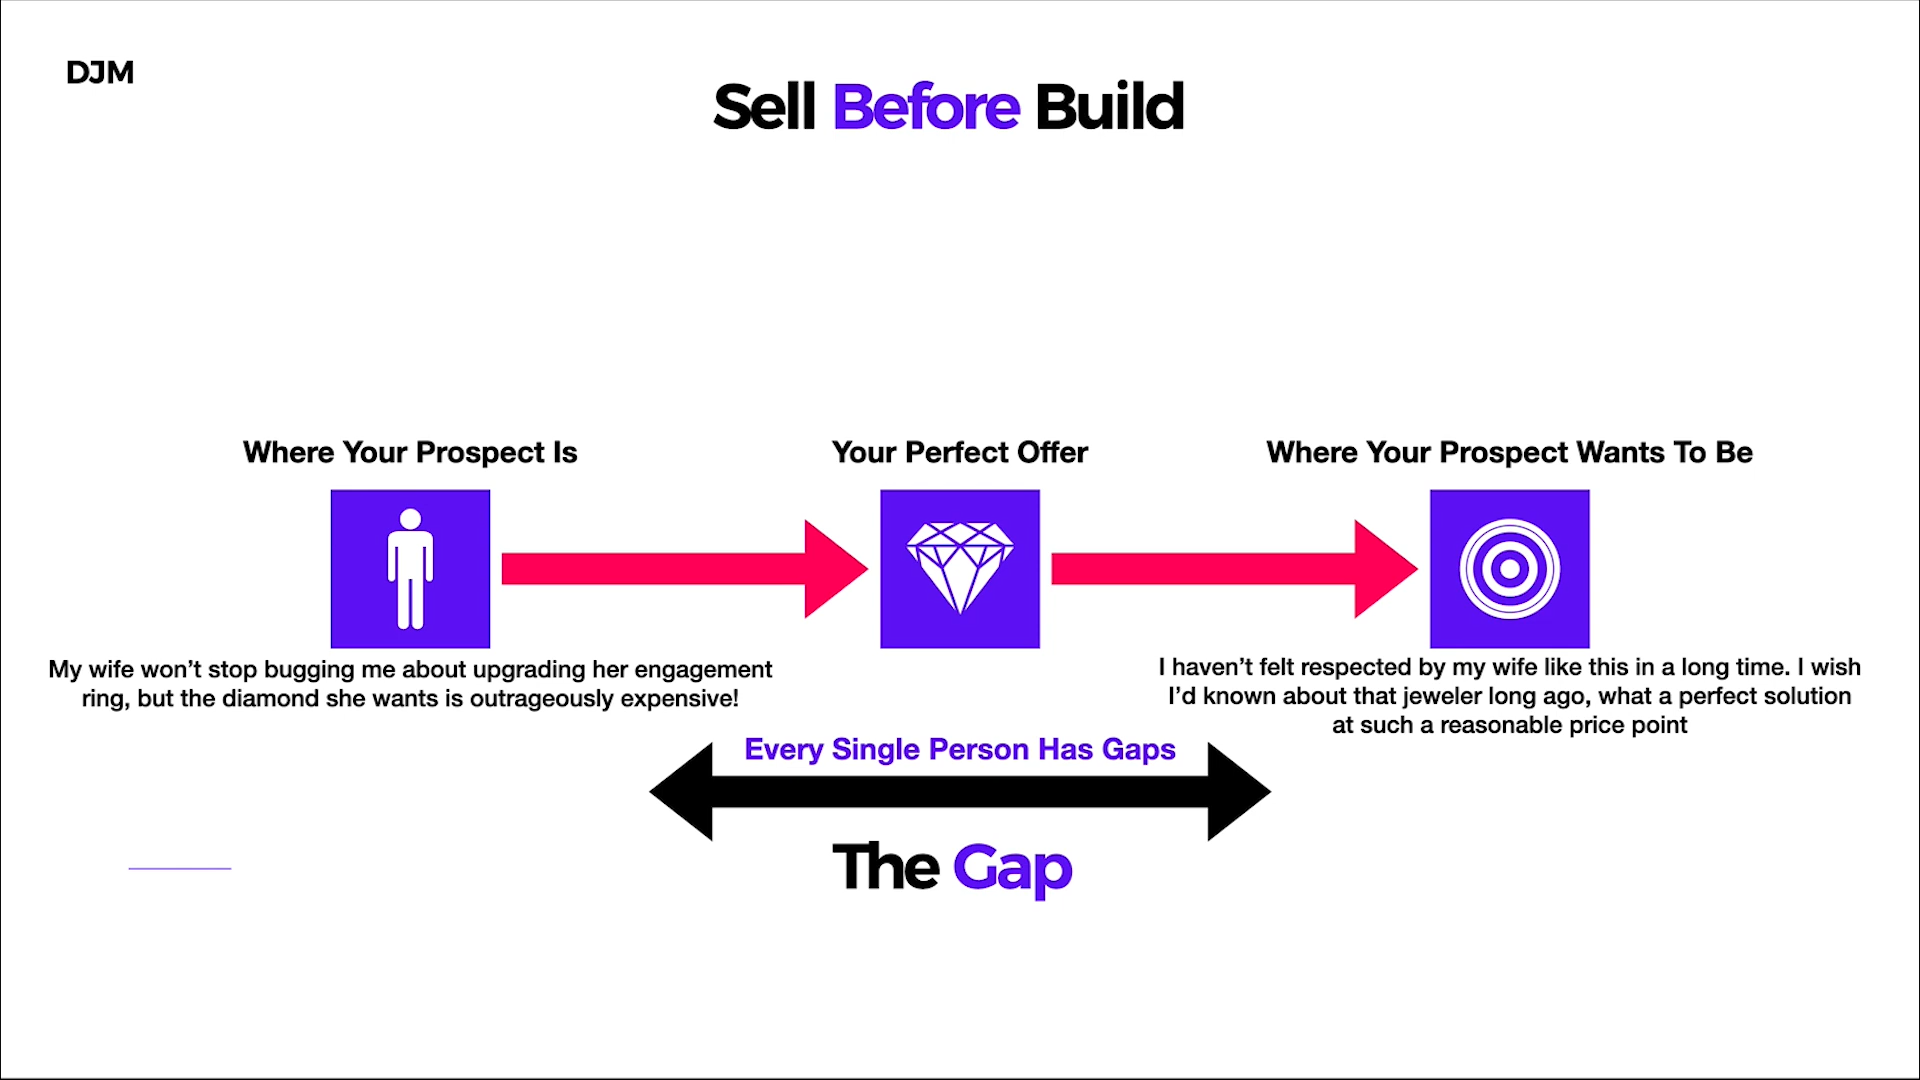 DJM
Sell Before Build
Where Your Prospect Is
Your Perfect Offer
Where Your Prospect Wants To Be
My wife won’t stop bugging me about upgrading her engagement
ring, but the diamond she wants is outrageously expensive!
I haven’t felt respected by my wife like this in a long time. I wish
I’d known about that jeweler long ago, what a perfect solution
at such a reasonable price point
Every Single Person Has Gaps
The Gap